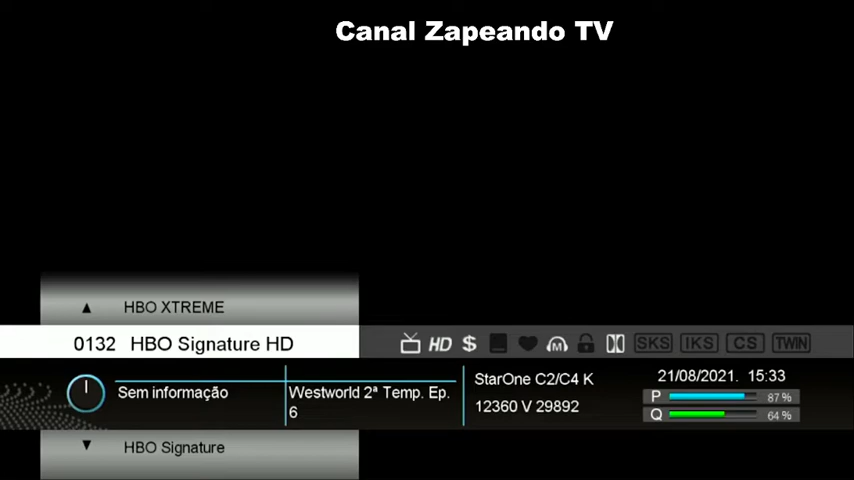 Canal Zapeando TV
HBO XTREME
0132 HBO Signature HD
HD $ M SKS IKS CS TWIN
Sem informação
Westworld 2ª Temp. Ep.
6
StarOne C2/C4 K
12360 V 29892
21/08/2021. 15:33
P 87 %
Q 64 %
HBO Signature